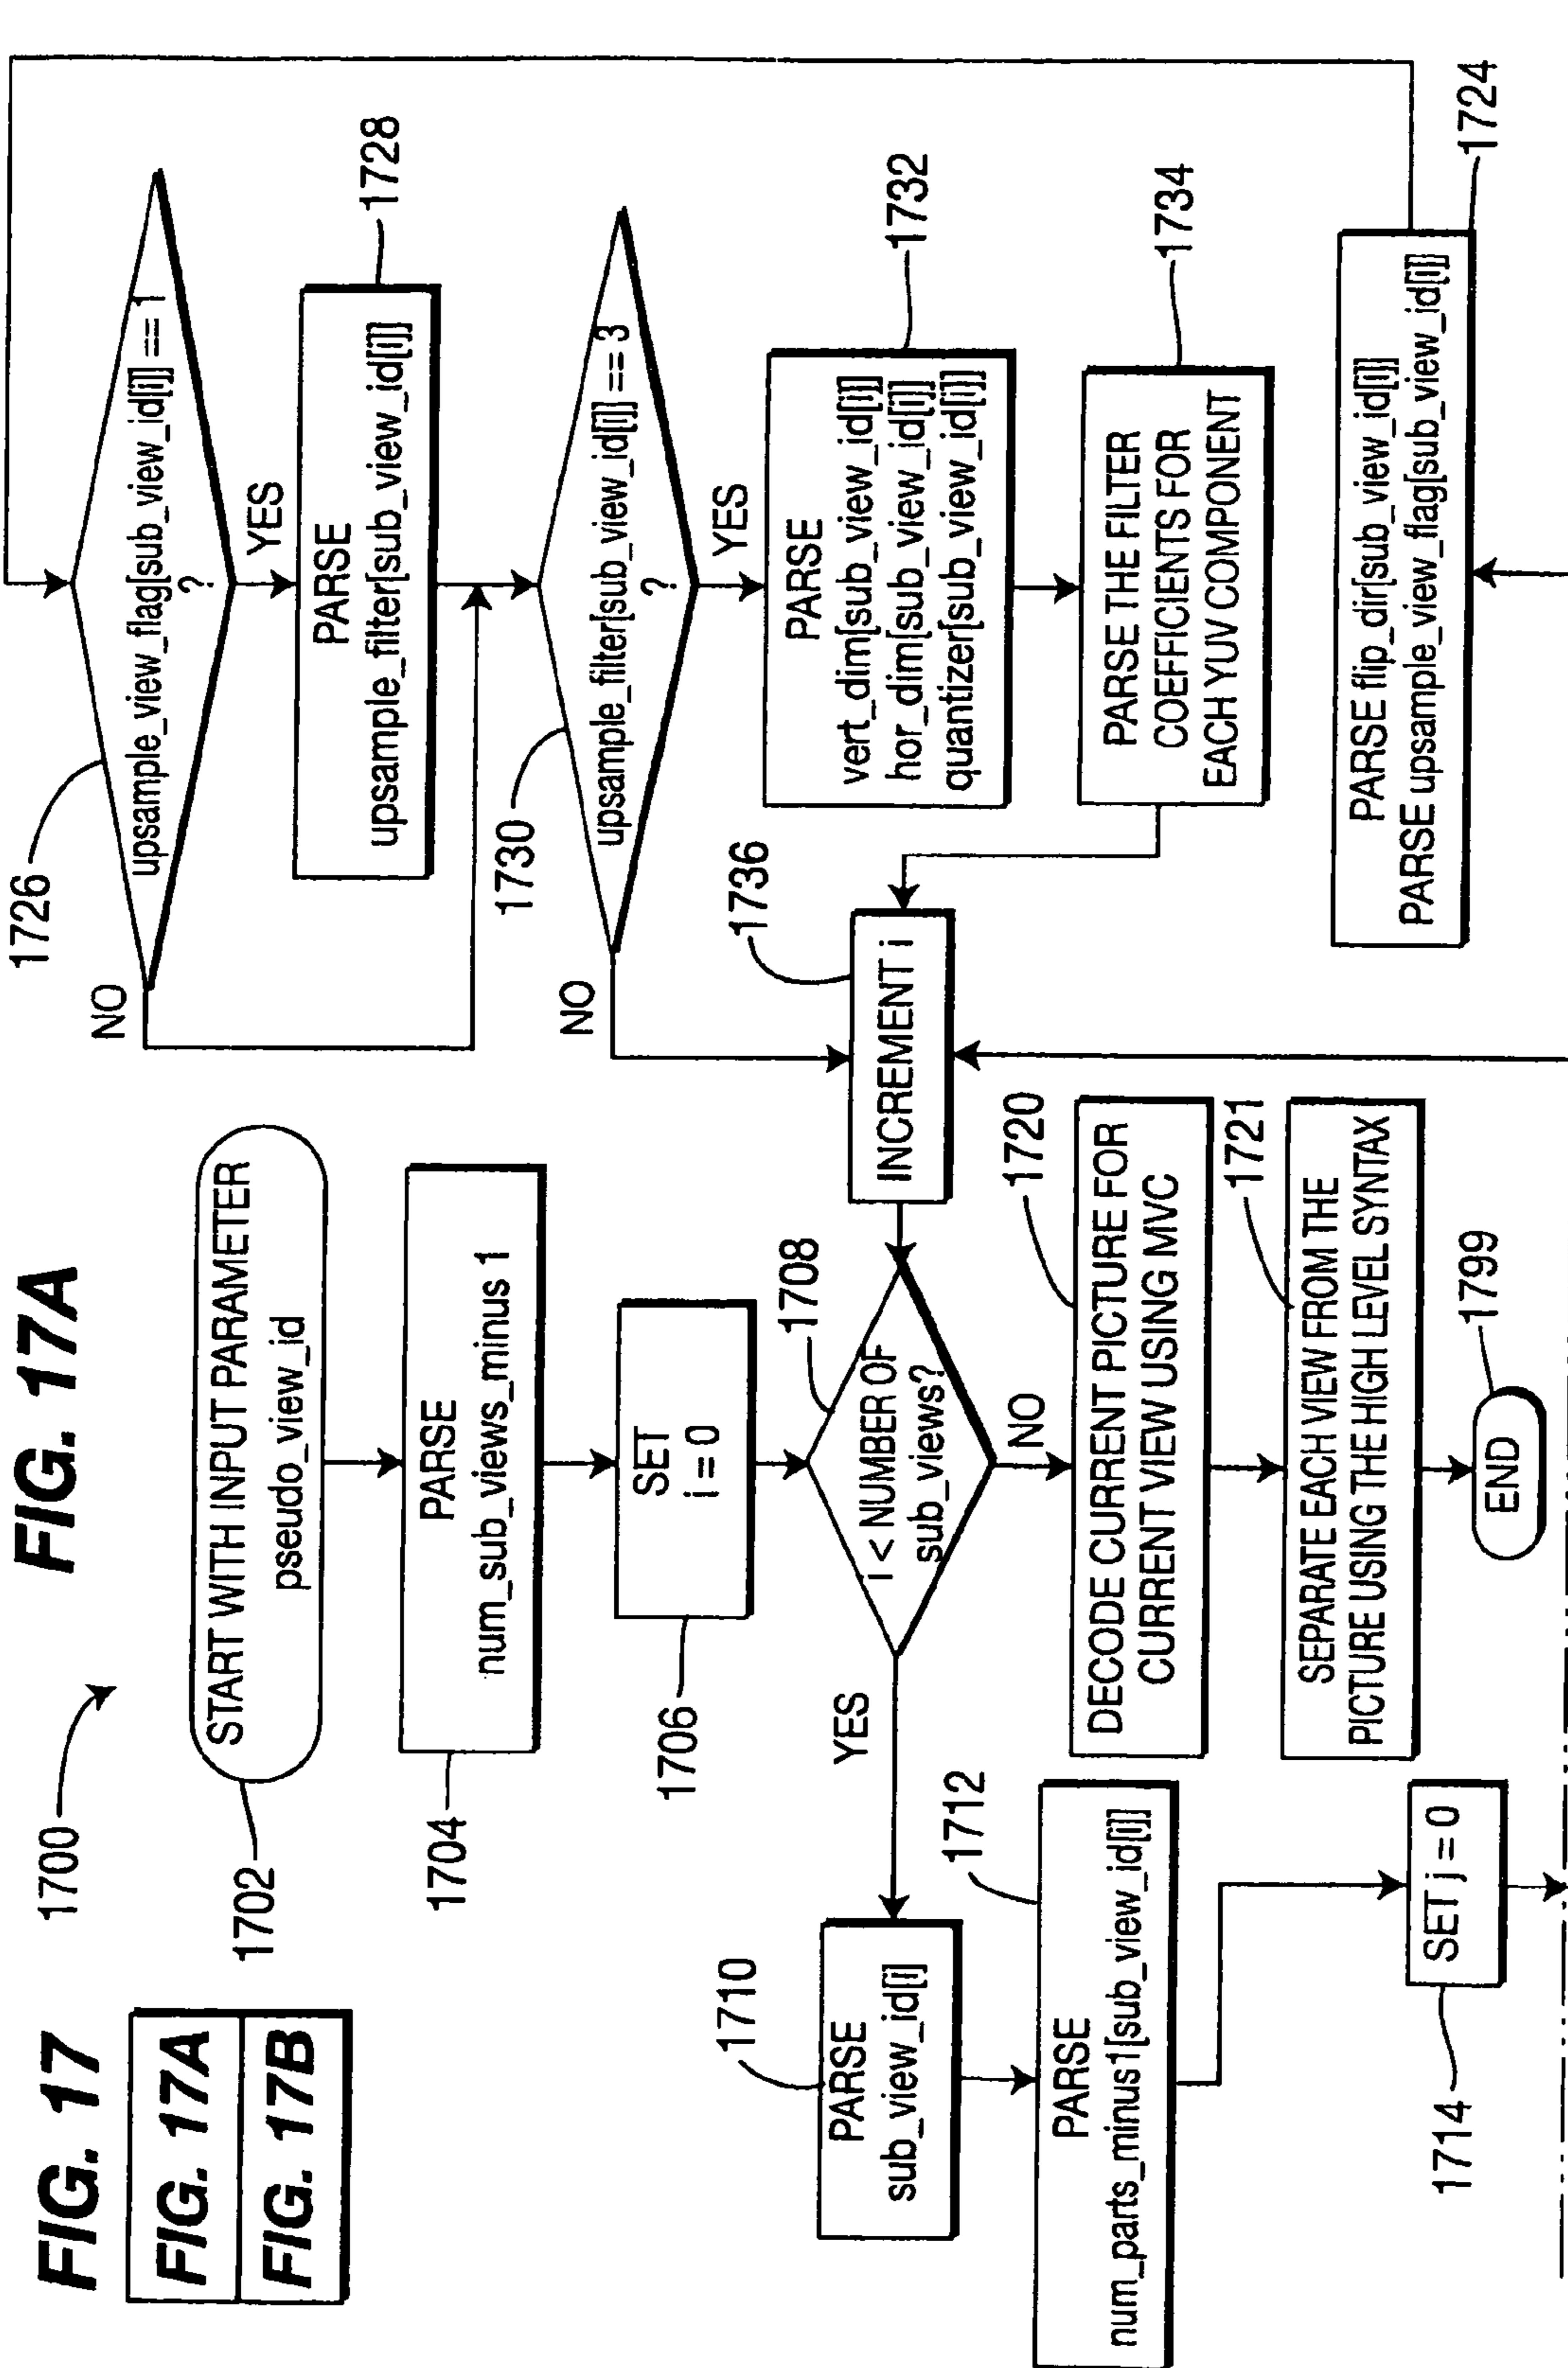 FIG. 17
FIG. 17A
FIG. 17B
FIG. 17A
1700
1702
START WITH INPUT PARAMETER
pseudo_view_id
1704
PARSE
num_sub_views_minus 1
1706
SET
i = 0
1708
i < NUMBER OF
sub_views?
YES
NO
1710
PARSE
sub_view_id[i]
1712
PARSE
num_parts_minus1[sub_view_id[i]]
1714
SET j = 0
1720
DECODE CURRENT PICTURE FOR
CURRENT VIEW USING MVC
1721
SEPARATE EACH VIEW FROM THE
PICTURE USING THE HIGH LEVEL SYNTAX
1799
END
1726
upsample_view_flag[sub_view_id[i]] == 1
?
NO
YES
1728
PARSE
upsample_filter[sub_view_id[i]]
1730
upsample_filter[sub_view_id[i]] == 3
?
NO
YES
1732
PARSE
vert_dim[sub_view_id[i]]
hor_dim[sub_view_id[i]]
quantizer[sub_view_id[i]]
1734
PARSE THE FILTER
COEFFICIENTS FOR
EACH YUV COMPONENT
1736
INCREMENT i
1724
PARSE flip_dir[sub_view_id[i]]
PARSE upsample_view_flag[sub_view_id[i]]